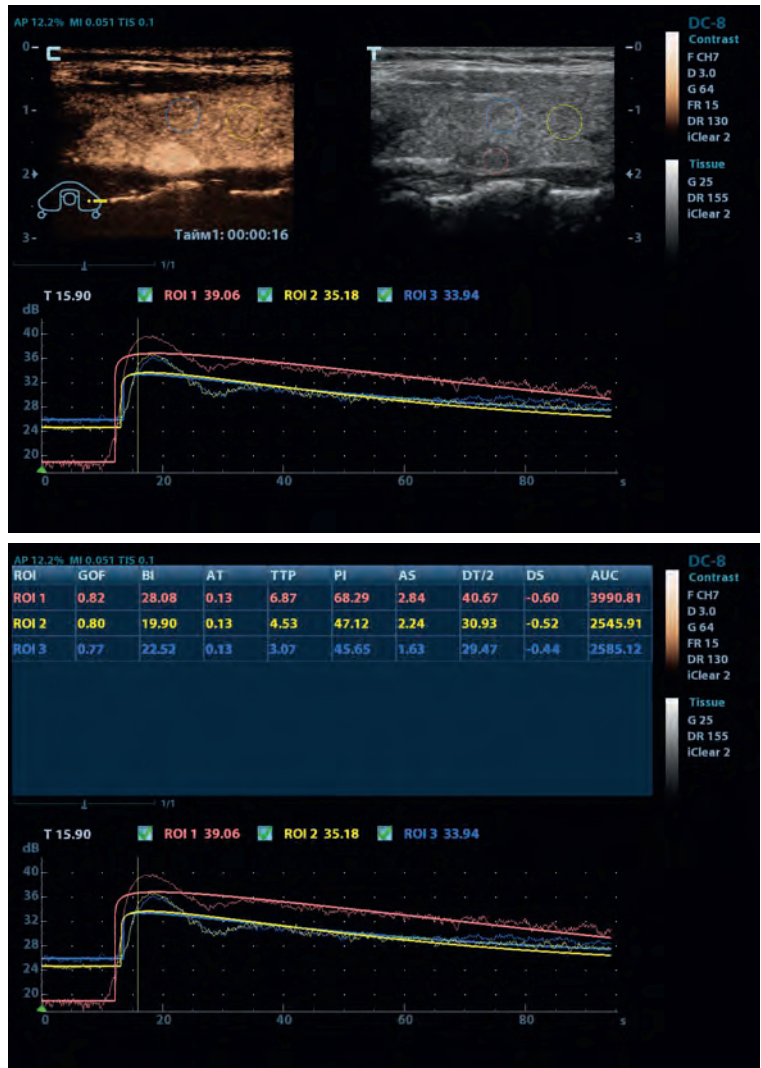 AP 12.2% MI 0.051 TIS 0.1
DC-8
Contrast
F CH7
D 3.0
G 64
FR 15
DR 130
iClear 2
Tissue
G 25
DR 155
iClear 2
0- -0
C T
1- -1
2 2
3- -3
Тайм1: 00:00:16
1/1
T 15.90 ROI 1 39.06 ROI 2 35.18 ROI 3 33.94
dB
40
36
32
28
24
20
0 20 40 60 80 s
AP 12.2% MI 0.051 TIS 0.1
DC-8
ROI GOF BI AT TTP PI AS DT/2 DS AUC
ROI 1 0.82 28.08 0.13 6.87 68.29 2.84 40.67 -0.60 3990.81
ROI 2 0.80 19.90 0.13 4.53 47.12 2.24 30.93 -0.52 2545.91
ROI 3 0.77 22.52 0.13 3.07 45.65 1.63 29.47 -0.44 2585.12
Contrast
F CH7
D 3.0
G 64
FR 15
DR 130
iClear 2
Tissue
G 25
DR 155
iClear 2
1/1
T 15.90 ROI 1 39.06 ROI 2 35.18 ROI 3 33.94
dB
40
36
32
28
24
20
0 20 40 60 80 s